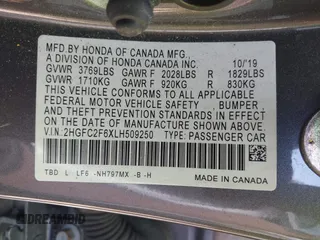 MFD.BY HONDA OF CANADA MFG.,
A DIVISION OF HONDA CANADA INC. 10/19
GVWR 3769LBS GAWR F 2028LBS R 1829LBS
GVWR 1710KG GAWR F 920KG R 830KG
THIS VEHICLE CONFORMS TO ALL APPLICABLE
FEDERAL MOTOR VEHICLE SAFETY, BUMPER,
AND THEFT PREVENTION STANDARDS IN EFFECT
ON THE DATE OF MANUFACTURE SHOWN ABOVE.
V.I.N.:2HGFC2F6XLH509250 TYPE: PASSENGER CAR
TBD L LF6 -NH797MX -B -H
MADE IN CANADA
DREAMBID